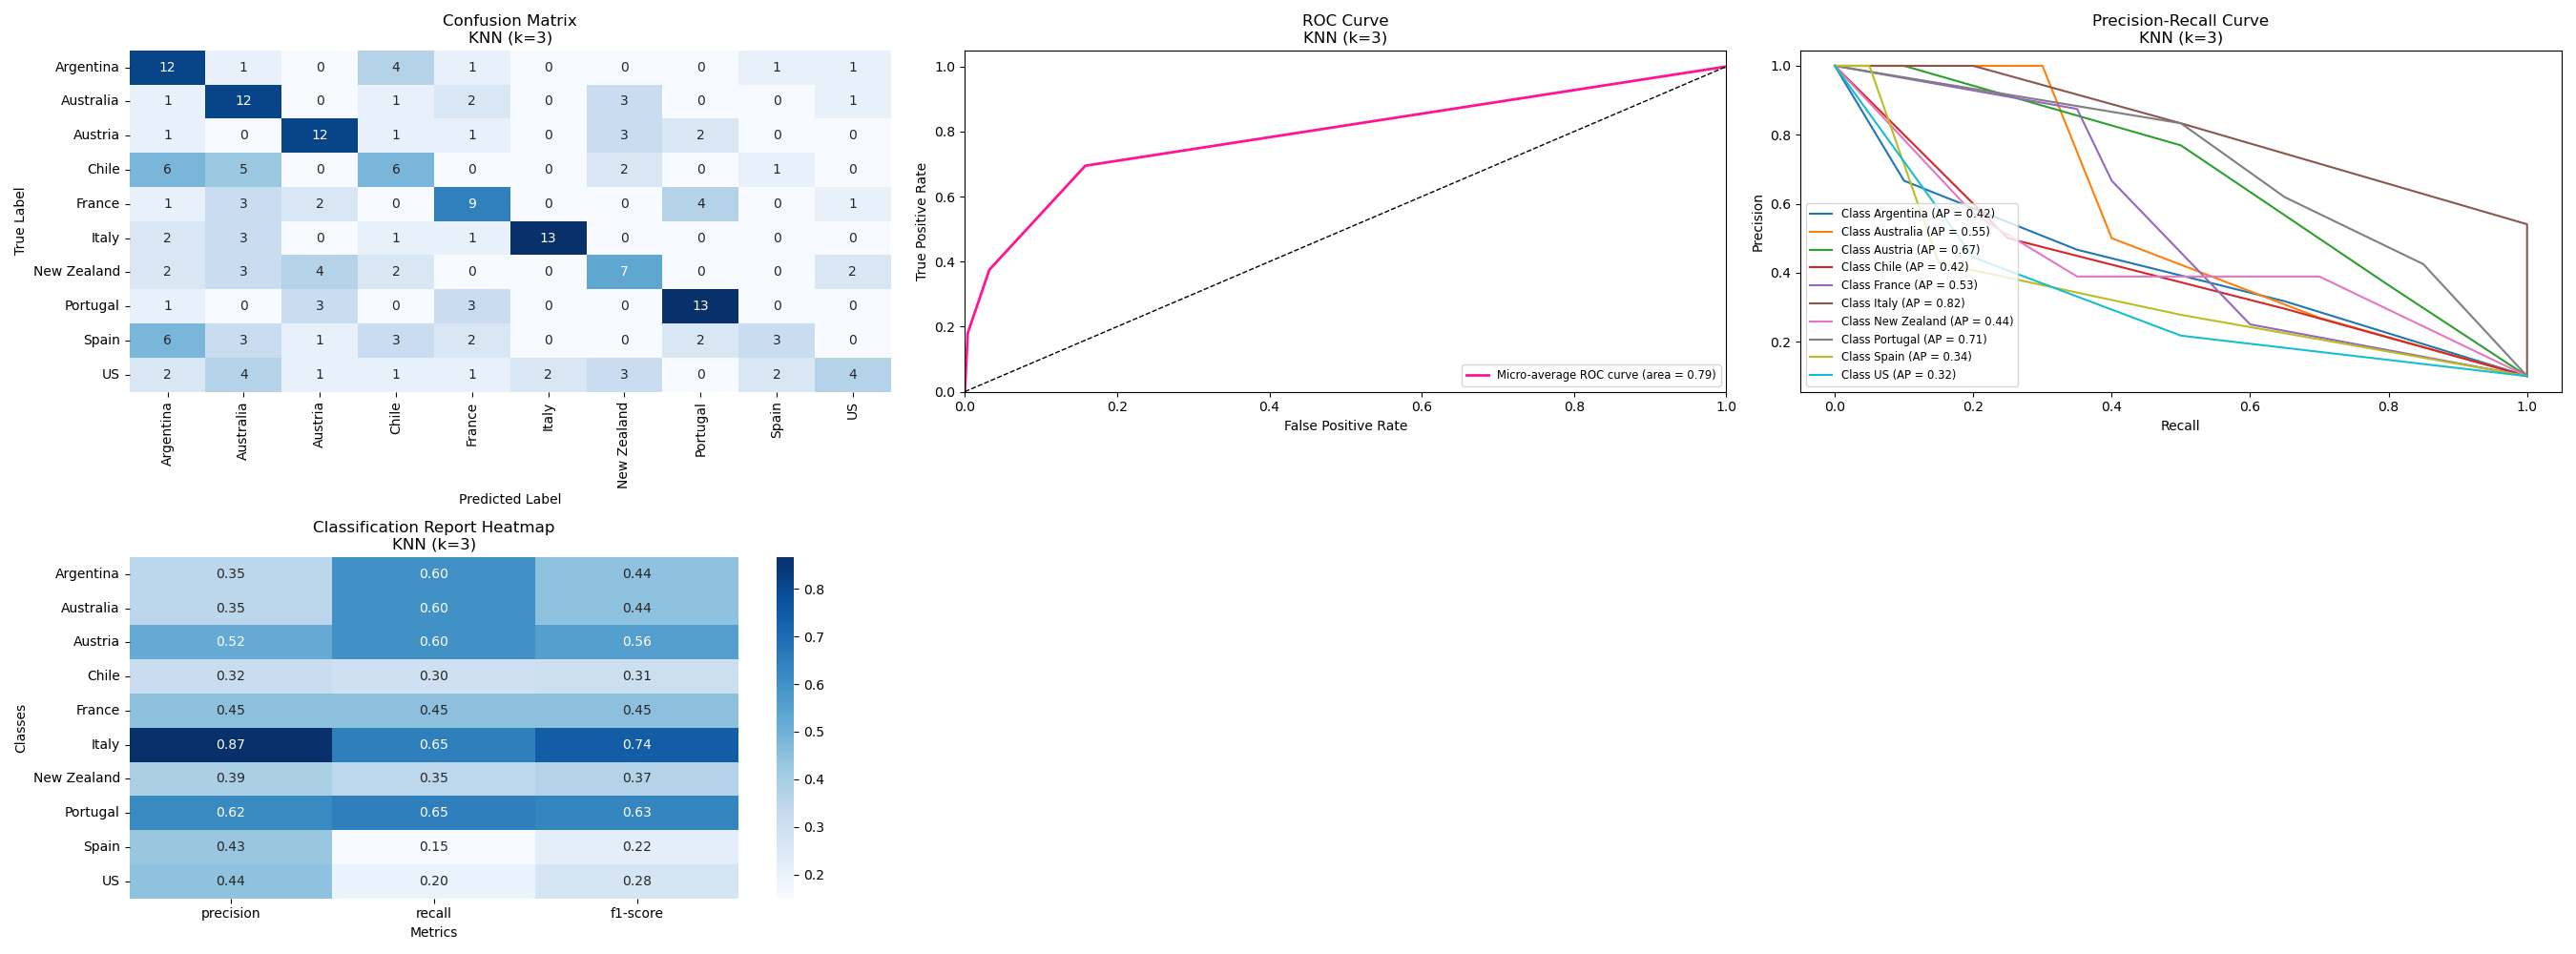 Confusion Matrix
KNN (k=3)
True Label
Argentina 12 1 0 4 1 0 0 0 1 1
Australia 1 12 0 1 2 0 3 0 0 1
Austria 1 0 12 1 1 0 3 2 0 0
Chile 6 5 0 6 0 0 2 0 1 0
France 1 3 2 0 9 0 0 4 0 1
Italy 2 3 0 1 1 13 0 0 0 0
New Zealand 2 3 4 2 0 0 7 0 0 2
Portugal 1 0 3 0 3 0 0 13 0 0
Spain 6 3 1 3 2 0 0 2 3 0
US 2 4 1 1 1 2 3 0 2 4
Argentina Australia Austria Chile France Italy New Zealand Portugal Spain US
Predicted Label
ROC Curve
KNN (k=3)
True Positive Rate
1.0
0.8
0.6
0.4
0.2
0.0
Micro-average ROC curve (area = 0.79)
0.0 0.2 0.4 0.6 0.8 1.0
False Positive Rate
Precision-Recall Curve
KNN (k=3)
Precision
1.0
0.8
0.6
0.4
0.2
Class Argentina (AP = 0.42)
Class Australia (AP = 0.55)
Class Austria (AP = 0.67)
Class Chile (AP = 0.42)
Class France (AP = 0.53)
Class Italy (AP = 0.82)
Class New Zealand (AP = 0.44)
Class Portugal (AP = 0.71)
Class Spain (AP = 0.34)
Class US (AP = 0.32)
0.0 0.2 0.4 0.6 0.8 1.0
Recall
Classification Report Heatmap
KNN (k=3)
Classes
Argentina 0.35 0.60 0.44
Australia 0.35 0.60 0.44
Austria 0.52 0.60 0.56
Chile 0.32 0.30 0.31
France 0.45 0.45 0.45
Italy 0.87 0.65 0.74
New Zealand 0.39 0.35 0.37
Portugal 0.62 0.65 0.63
Spain 0.43 0.15 0.22
US 0.44 0.20 0.28
precision recall f1-score
Metrics
0.8
0.7
0.6
0.5
0.4
0.3
0.2